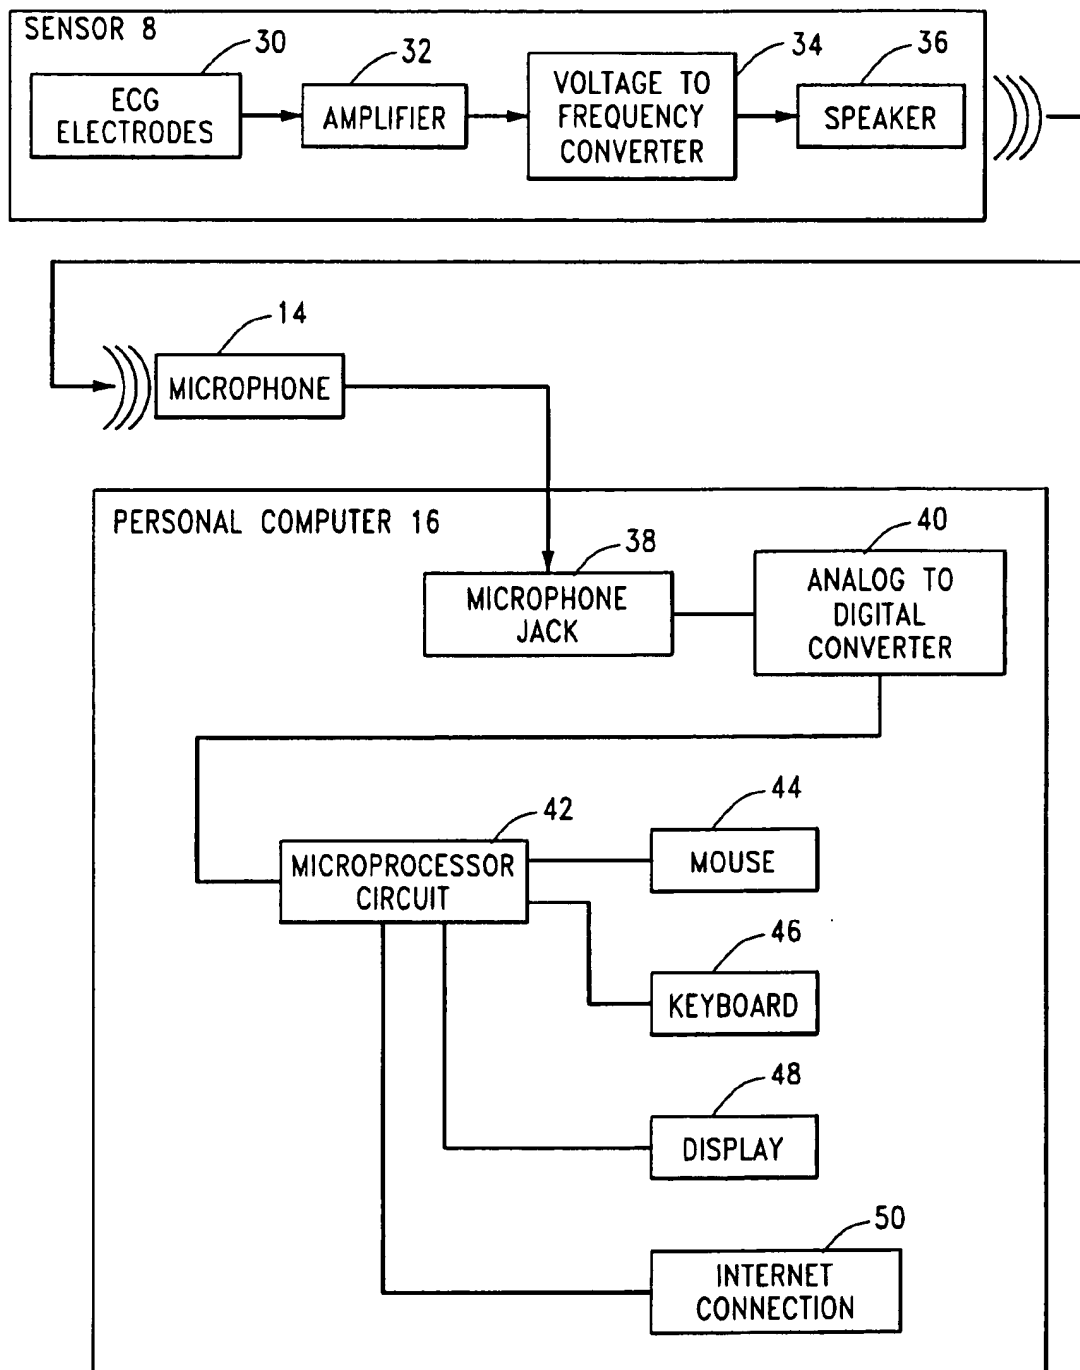 SENSOR 8
30
32
34
36
ECG
ELECTRODES
AMPLIFIER
VOLTAGE TO
FREQUENCY
CONVERTER
SPEAKER
14
MICROPHONE
PERSONAL COMPUTER 16
38
40
MICROPHONE
JACK
ANALOG TO
DIGITAL
CONVERTER
42
44
MICROPROCESSOR
CIRCUIT
MOUSE
46
KEYBOARD
48
DISPLAY
50
INTERNET
CONNECTION